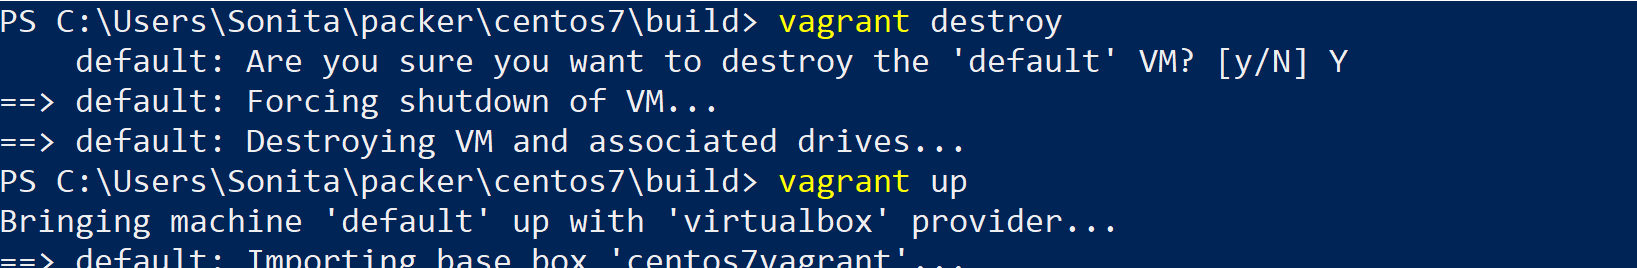 PS C:\Users\Sonita\packer\centos7\build> vagrant destroy
    default: Are you sure you want to destroy the 'default' VM? [y/N] Y
==> default: Forcing shutdown of VM...
==> default: Destroying VM and associated drives...
PS C:\Users\Sonita\packer\centos7\build> vagrant up
Bringing machine 'default' up with 'virtualbox' provider...
==> default: Importing base box 'centos7vagrant'...